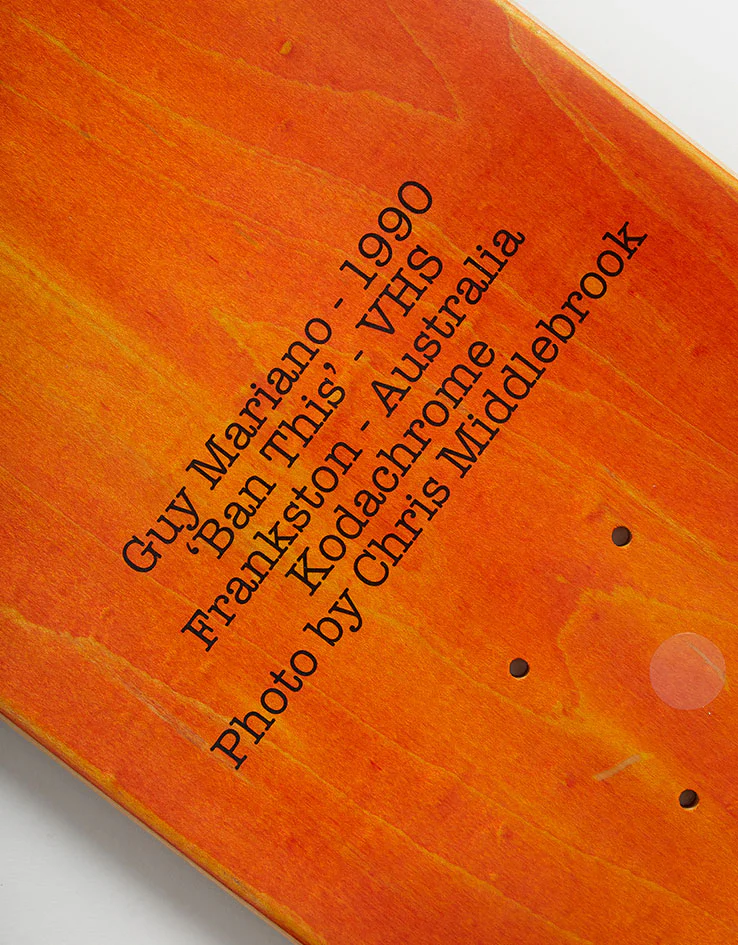 Guy Mariano - 1990
‘Ban This’ - VHS
Frankston - Australia
Kodachrome
Photo by Chris Middlebrook